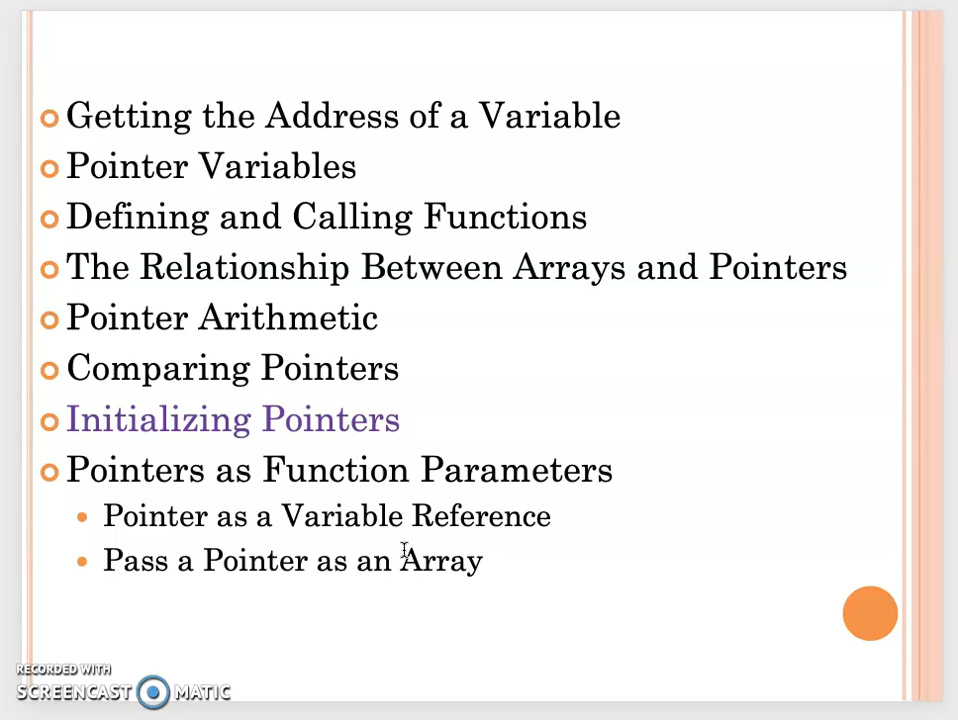 Getting the Address of a Variable
Pointer Variables
Defining and Calling Functions
The Relationship Between Arrays and Pointers
Pointer Arithmetic
Comparing Pointers
Initializing Pointers
Pointers as Function Parameters
Pointer as a Variable Reference
Pass a Pointer as an Array
RECORDED WITH
SCREENCAST MATIC